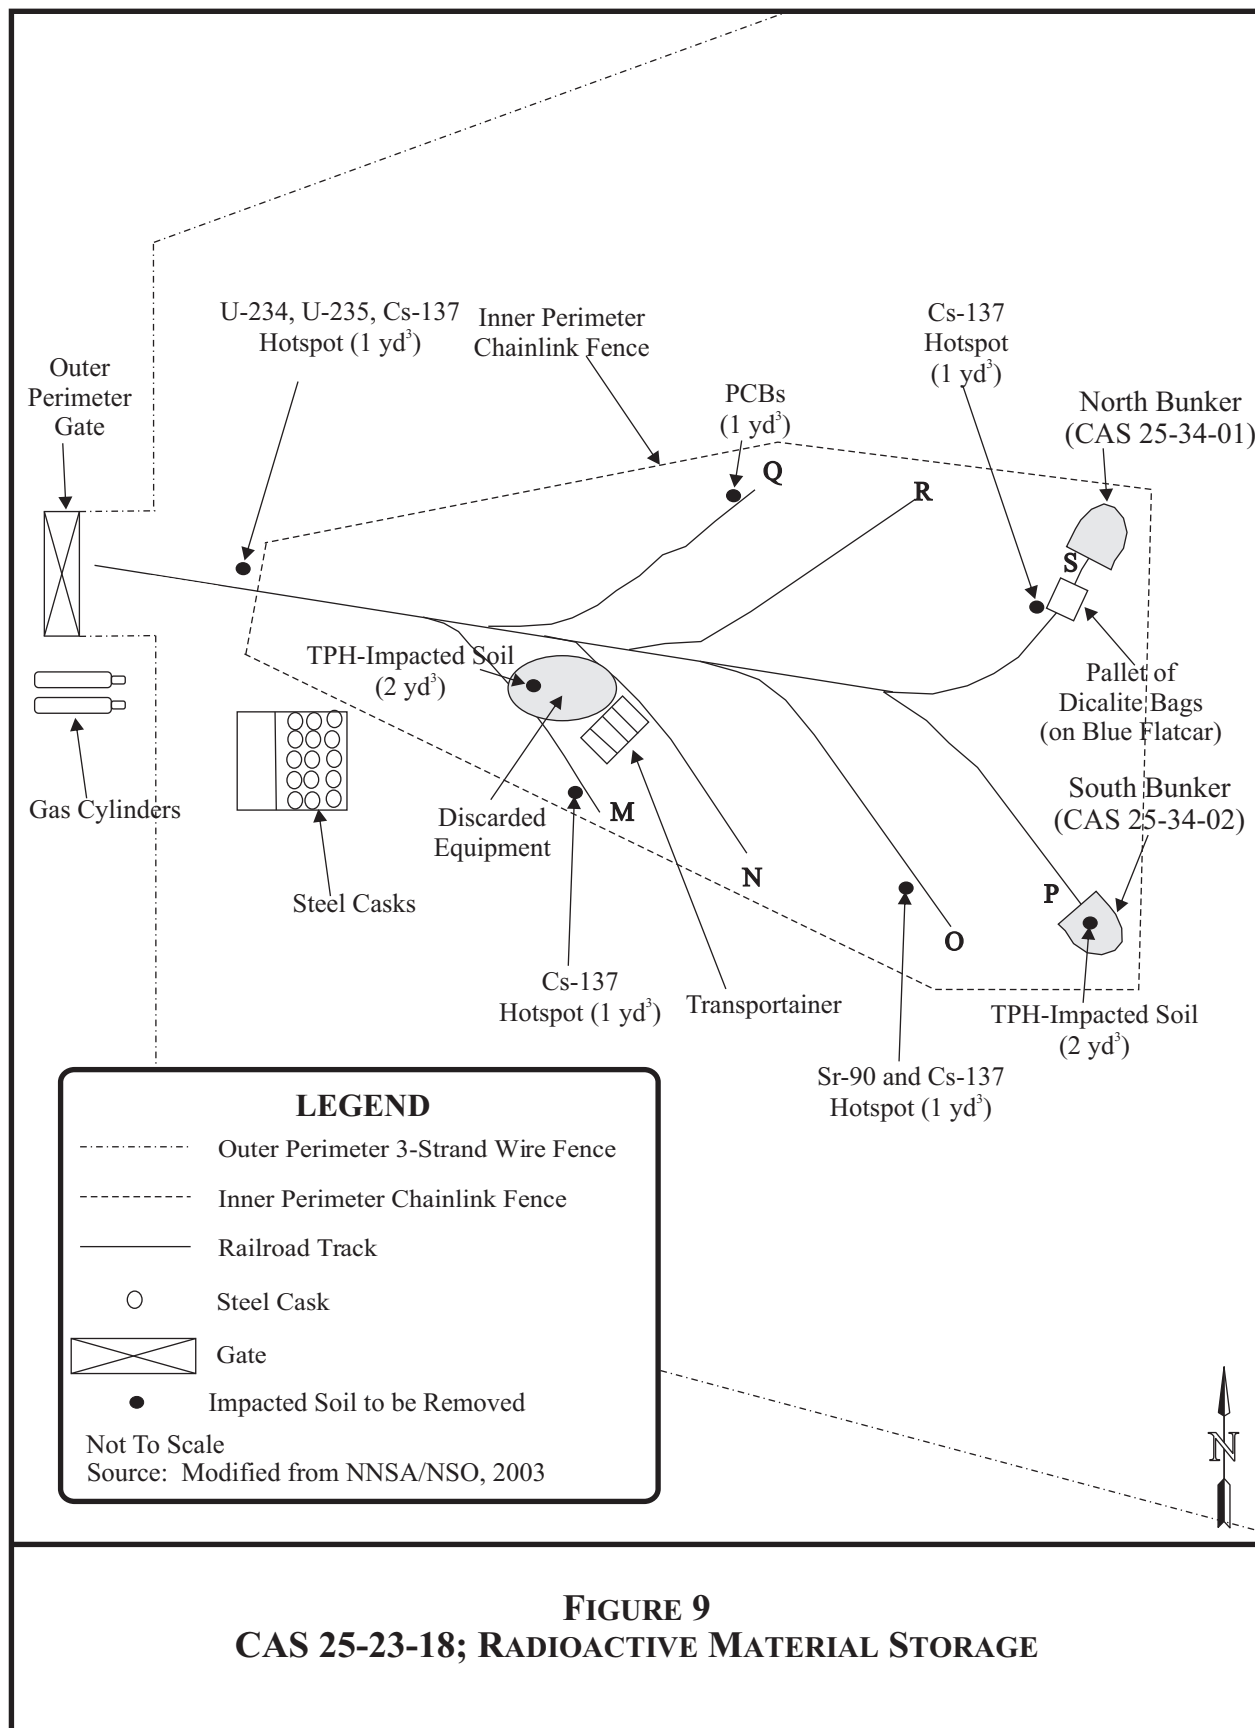 U-234, U-235, Cs-137
Hotspot (1 yd³)
Inner Perimeter
Chainlink Fence
Cs-137
Hotspot
(1 yd³)
Outer
Perimeter
Gate
PCBs
(1 yd³)
North Bunker
(CAS 25-34-01)
Q
R
S
TPH-Impacted Soil
(2 yd³)
Pallet of
Dicalite Bags
(on Blue Flatcar)
Gas Cylinders
Discarded
Equipment
M
South Bunker
(CAS 25-34-02)
N
P
Steel Casks
O
Cs-137
Hotspot (1 yd³)
Transportainer
TPH-Impacted Soil
(2 yd³)
Sr-90 and Cs-137
Hotspot (1 yd³)
LEGEND
Outer Perimeter 3-Strand Wire Fence
Inner Perimeter Chainlink Fence
Railroad Track
Steel Cask
Gate
Impacted Soil to be Removed
Not To Scale
Source: Modified from NNSA/NSO, 2003
N
FIGURE 9
CAS 25-23-18; RADIOACTIVE MATERIAL STORAGE